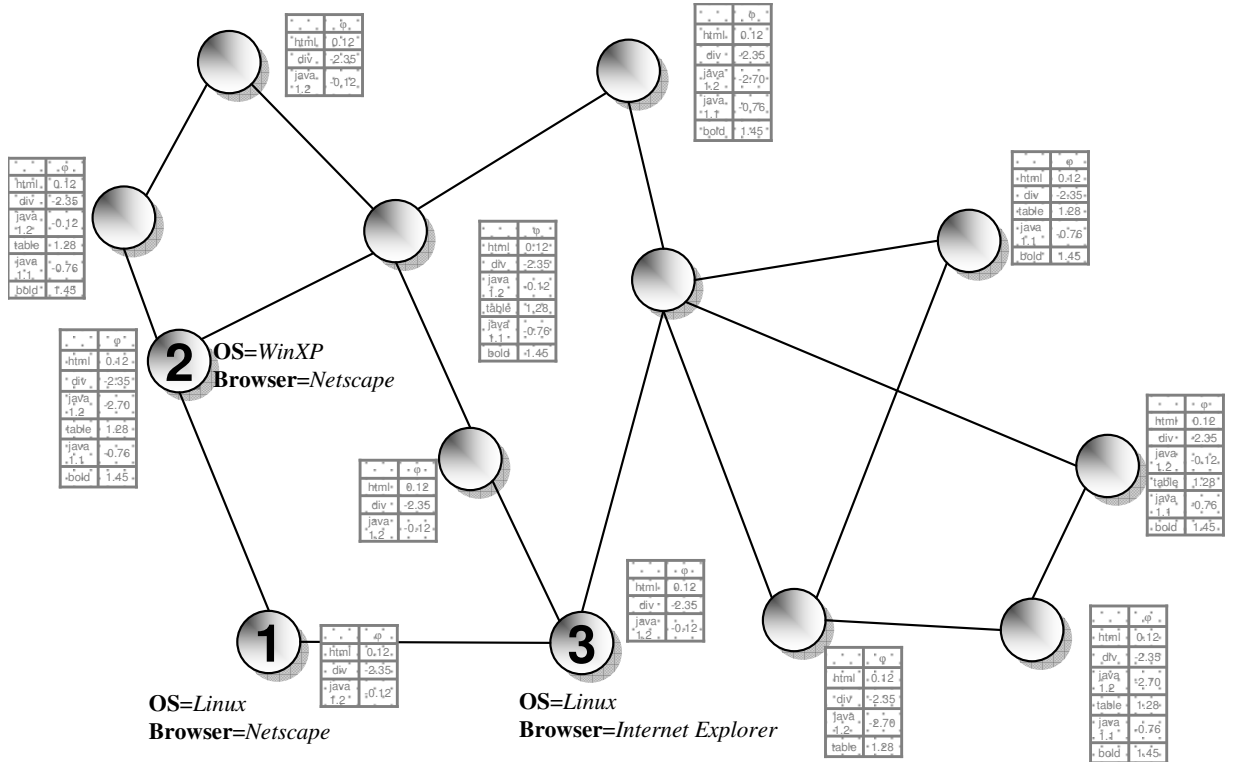 φ
html 0.12
div -2.35
java 1.2 -0,12
φ
html 0.12
div -2.35
java 1.2 -2.70
java 1.1 -0,76
bold 1.45
φ
html 0.12
div -2.35
java 1.2 -0.12
table 1.28
java 1.1 -0.76
bold 1.45
φ
html 0.12
div -2.35
table 1.28
java 1.1 -0.76
bold 1.45
φ
html 0.12
div -2.35
java 1.2 -0.12
table 1.28
java 1.1 -0.76
bold 1.45
φ
html 0.12
div -2.35
java 1.2 -2.70
table 1.28
java 1.1 -0.76
bold 1.45
2
OS=WinXP
Browser=Netscape
φ
html 0.12
div -2.35
java 1.2 -0.12
table 1.28
java 1.1 -0.76
bold 1.45
φ
html 0.12
div -2.35
java 1.2 -0.12
φ
html 0.12
div -2.35
java 1.2 -0.12
1
φ
html 0.12
div -2.35
java 1.2 -0.12
3
φ
html 0.12
div -2.35
java 1.2 -2.70
table 1.28
φ
html 0.12
div -2.35
java 1.2 -2.70
table 1.28
java 1.1 -0.76
bold 1.45
OS=Linux
Browser=Netscape
OS=Linux
Browser=Internet Explorer